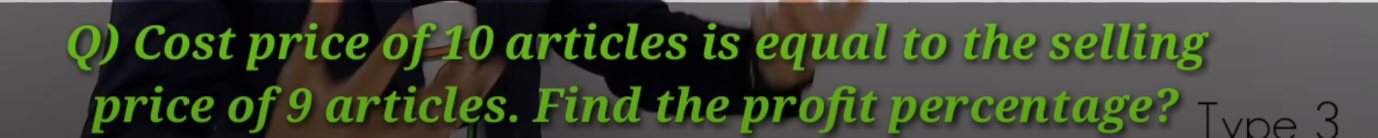 Q) Cost price of 10 articles is equal to the selling
price of 9 articles. Find the profit percentage?
Type 3